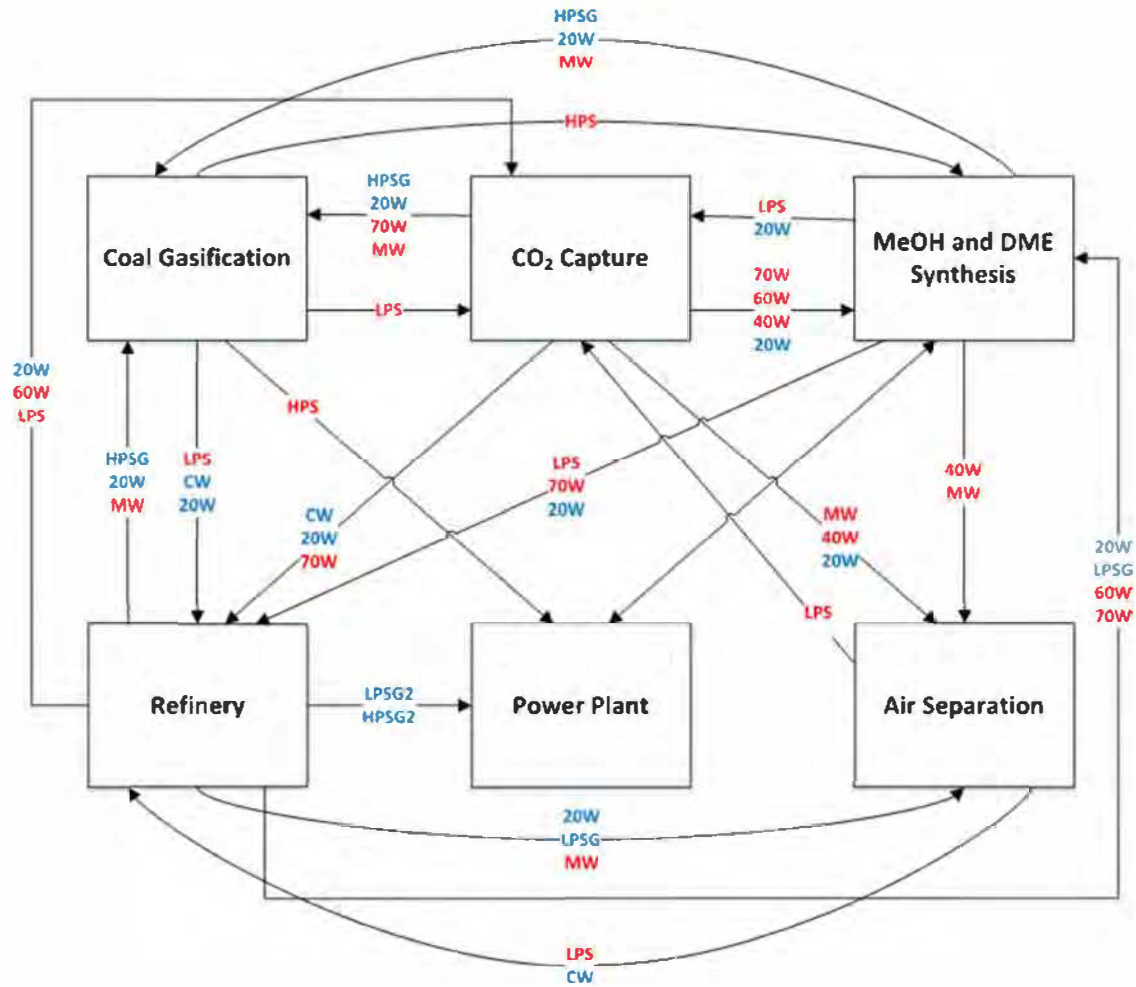 HPSG
20W
MW
HPS
Coal Gasification
HPSG
20W
70W
MW
CO₂ Capture
LPS
20W
MeOH and DME
Synthesis
LPS
70W
60W
40W
20W
20W
60W
LPS
HPS
HPSG
20W
MW
LPS
CW
20W
LPS
70W
20W
40W
MW
CW
20W
70W
MW
40W
20W
20W
LPSG
60W
70W
LPS
Refinery
LPSG2
HPSG2
Power Plant
Air Separation
20W
LPSG
MW
LPS
CW